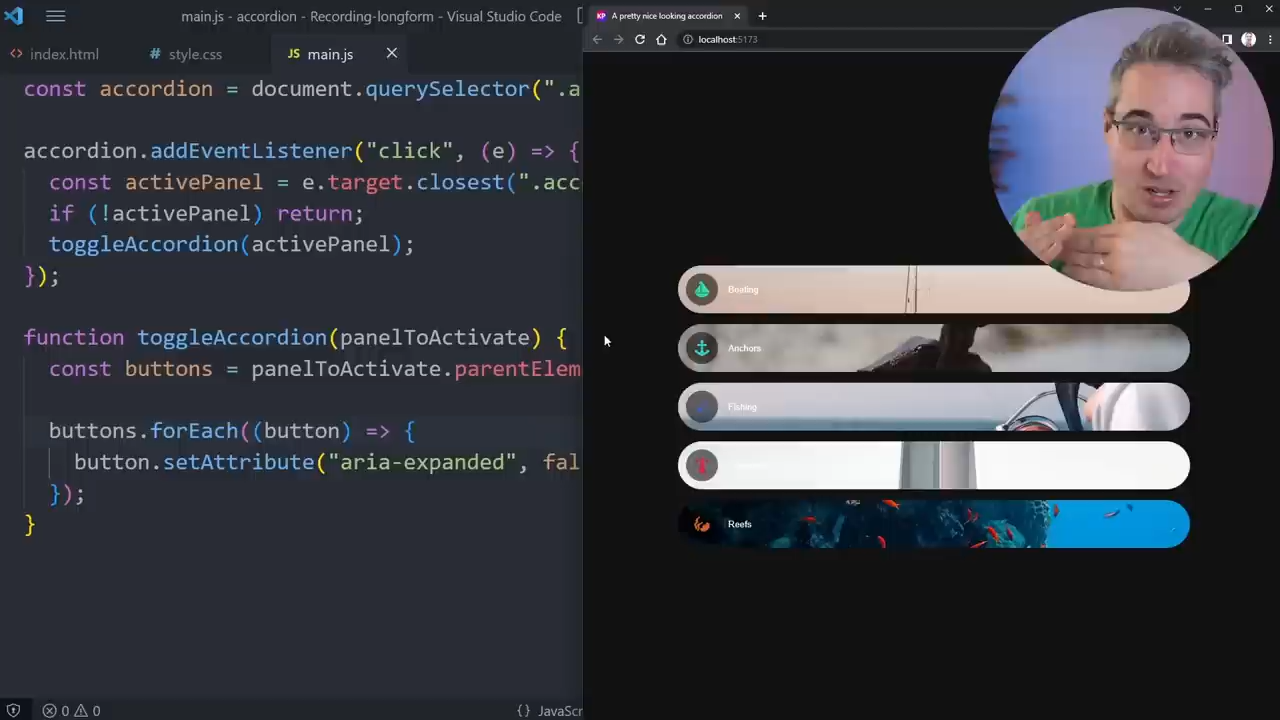 main.js - accordion - Recording-longform - Visual Studio Code
index.html
# style.css
JS main.js
const accordion = document.querySelector(".a
accordion.addEventListener("click", (e) => {
const activePanel = e.target.closest(".acc
if (!activePanel) return;
toggleAccordion(activePanel);
});
function toggleAccordion(panelToActivate) {
const buttons = panelToActivate.parentElem
buttons.forEach((button) => {
button.setAttribute("aria-expanded", fal
});
}
0 0
{} JavaScr
KP A pretty nice looking accordion
localhost:5173
Boating
Anchors
Fishing
Reefs